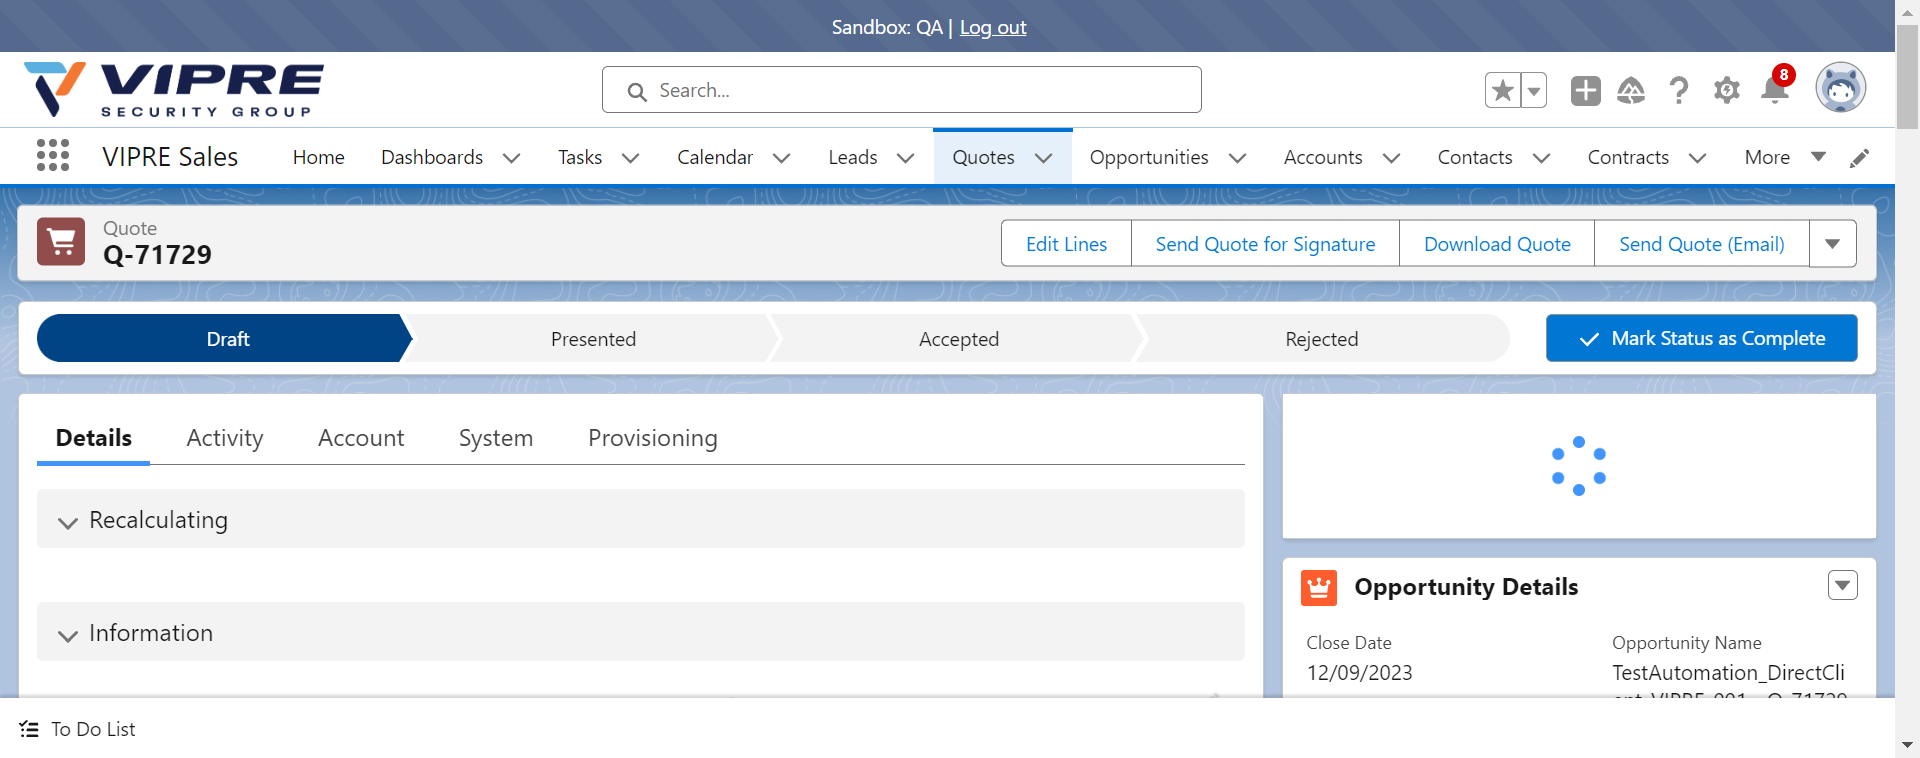 Sandbox: QA | Log out
VIPRE
SECURITY GROUP
Search...
8
VIPRE Sales
Home
Dashboards
Tasks
Calendar
Leads
Quotes
Opportunities
Accounts
Contacts
Contracts
More
Quote
Q-71729
Edit Lines
Send Quote for Signature
Download Quote
Send Quote (Email)
Draft
Presented
Accepted
Rejected
Mark Status as Complete
Details
Activity
Account
System
Provisioning
Recalculating
Information
Opportunity Details
Close Date
12/09/2023
Opportunity Name
TestAutomation_DirectCli
To Do List